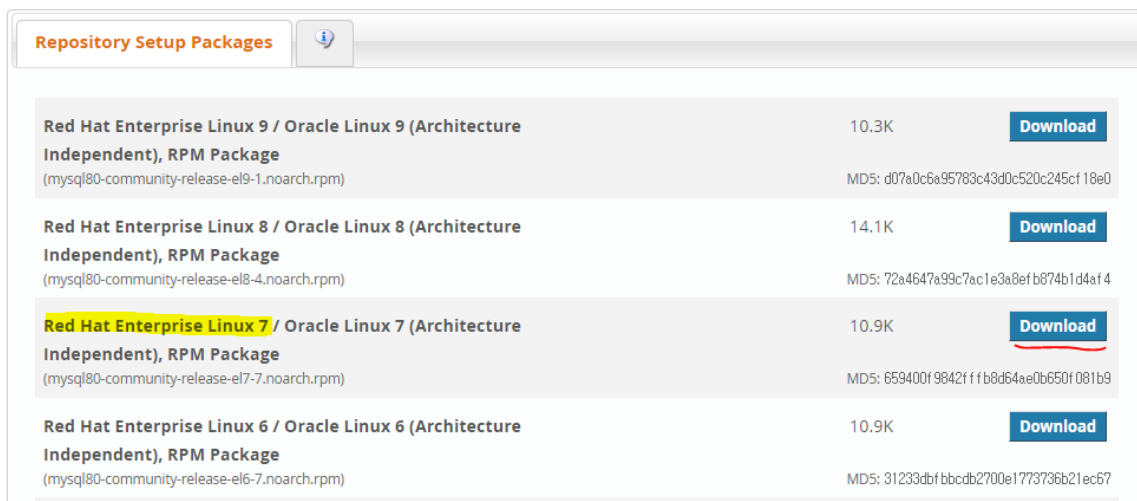 Repository Setup Packages
Red Hat Enterprise Linux 9 / Oracle Linux 9 (Architecture Independent), RPM Package
10.3K
Download
(mysql80-community-release-el9-1.noarch.rpm)
MD5: d07a0c6a95783c43d0c520c245cf18e0
Red Hat Enterprise Linux 8 / Oracle Linux 8 (Architecture Independent), RPM Package
14.1K
Download
(mysql80-community-release-el8-4.noarch.rpm)
MD5: 72a4647a99c7ac1e3a8efb874b1d4af4
Red Hat Enterprise Linux 7 / Oracle Linux 7 (Architecture Independent), RPM Package
10.9K
Download
(mysql80-community-release-el7-7.noarch.rpm)
MD5: 659400f9842fffb8d64ae0b650f081b9
Red Hat Enterprise Linux 6 / Oracle Linux 6 (Architecture Independent), RPM Package
10.9K
Download
(mysql80-community-release-el6-7.noarch.rpm)
MD5: 31233dbfbbcdb2700e1773736b21ec67